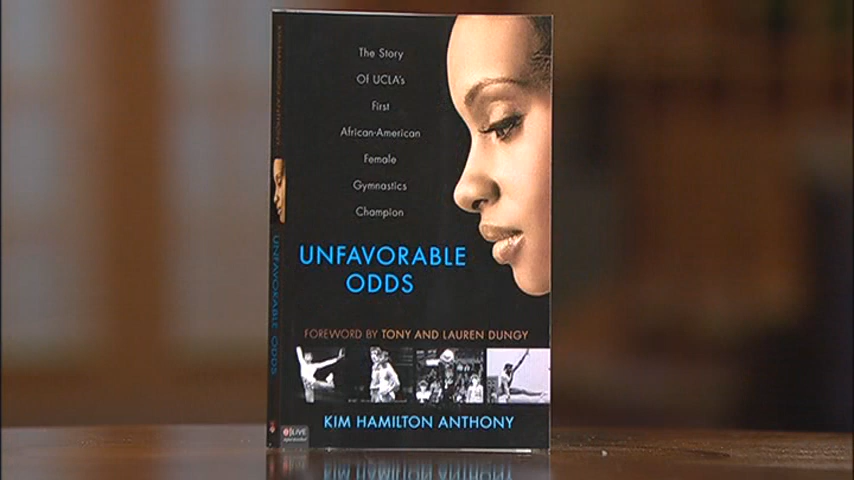 The Story
Of UCLA's
First
African-American
Female
Gymnastics
Champion
UNFAVORABLE
ODDS
FOREWORD BY TONY AND LAUREN DUNGY
KIM HAMILTON ANTHONY
KIM HAMILTON ANTHONY
UNFAVORABLE ODDS
LIVE